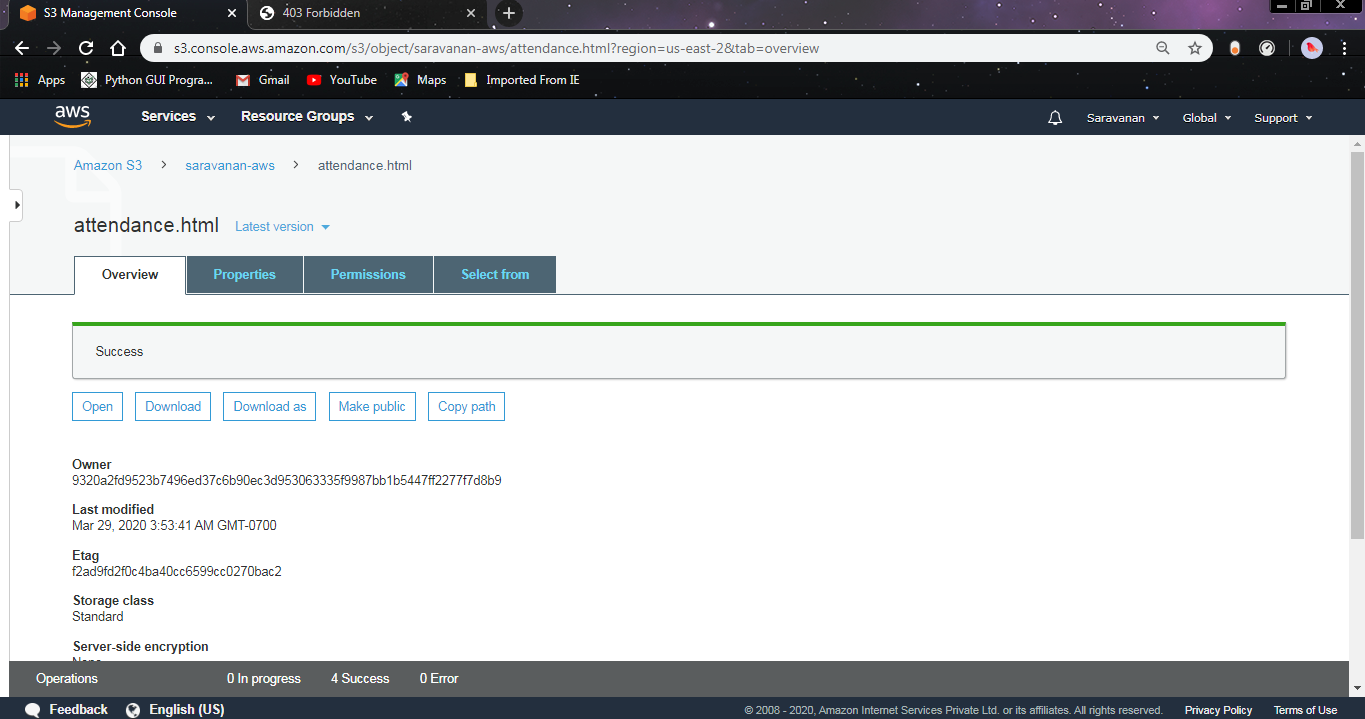 S3 Management Console
403 Forbidden
s3.console.aws.amazon.com/s3/object/saravanan-aws/attendance.html?region=us-east-2&tab=overview
Apps Python GUI Progra... Gmail YouTube Maps Imported From IE
aws Services Resource Groups Saravanan Global Support
Amazon S3 saravanan-aws attendance.html
attendance.html Latest version
Overview Properties Permissions Select from
Success
Open Download Download as Make public Copy path
Owner
9320a2fd9523b7496ed37c6b90ec3d953063335f9987bb1b5447ff2277f7d8b9
Last modified
Mar 29, 2020 3:53:41 AM GMT-0700
Etag
f2ad9fd2f0c4ba40cc6599cc0270bac2
Storage class
Standard
Server-side encryption
Operations 0 In progress 4 Success 0 Error
Feedback English (US) © 2008 - 2020, Amazon Internet Services Private Ltd. or its affiliates. All rights reserved. Privacy Policy Terms of Use